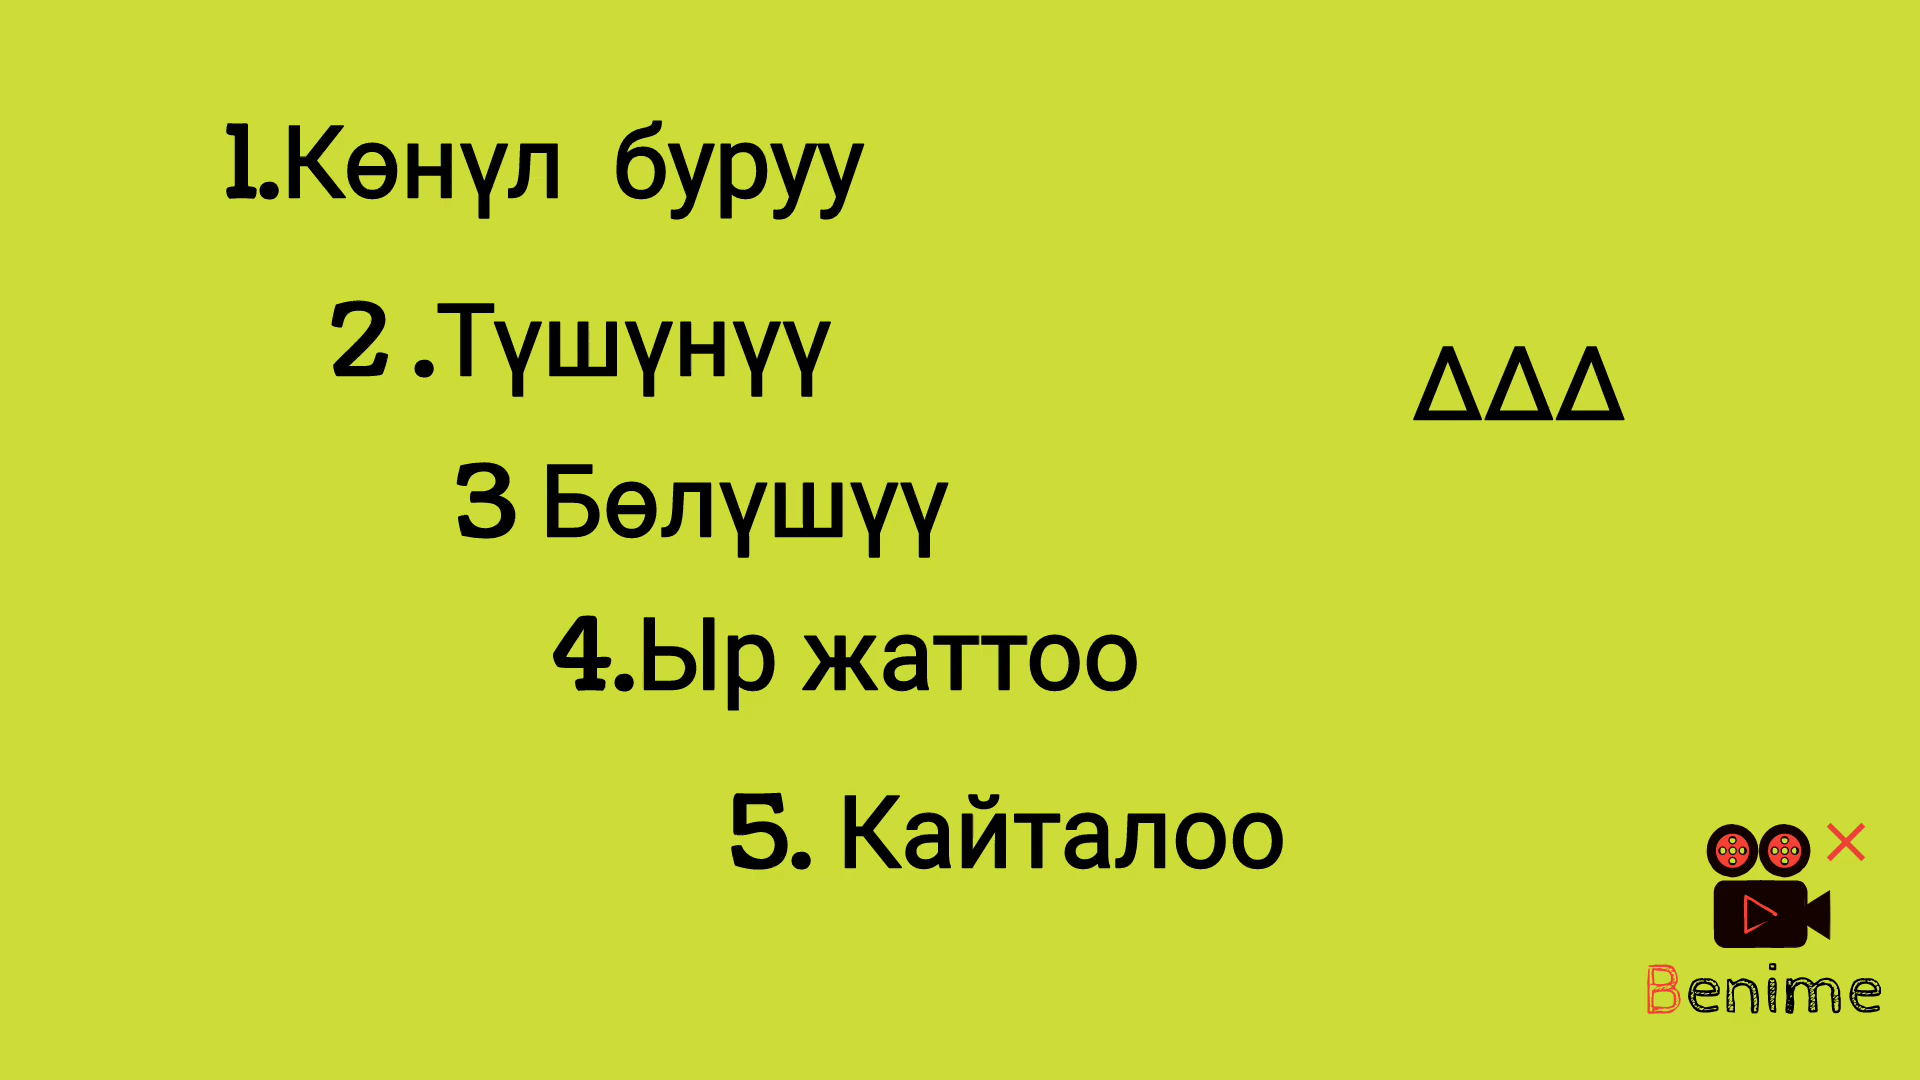 1.Көнүл буруу
2 .Түшүнүү
ΔΔΔ
3 Бөлүшүү
4.Ыр жаттоо
5. Кайталоо
Benime